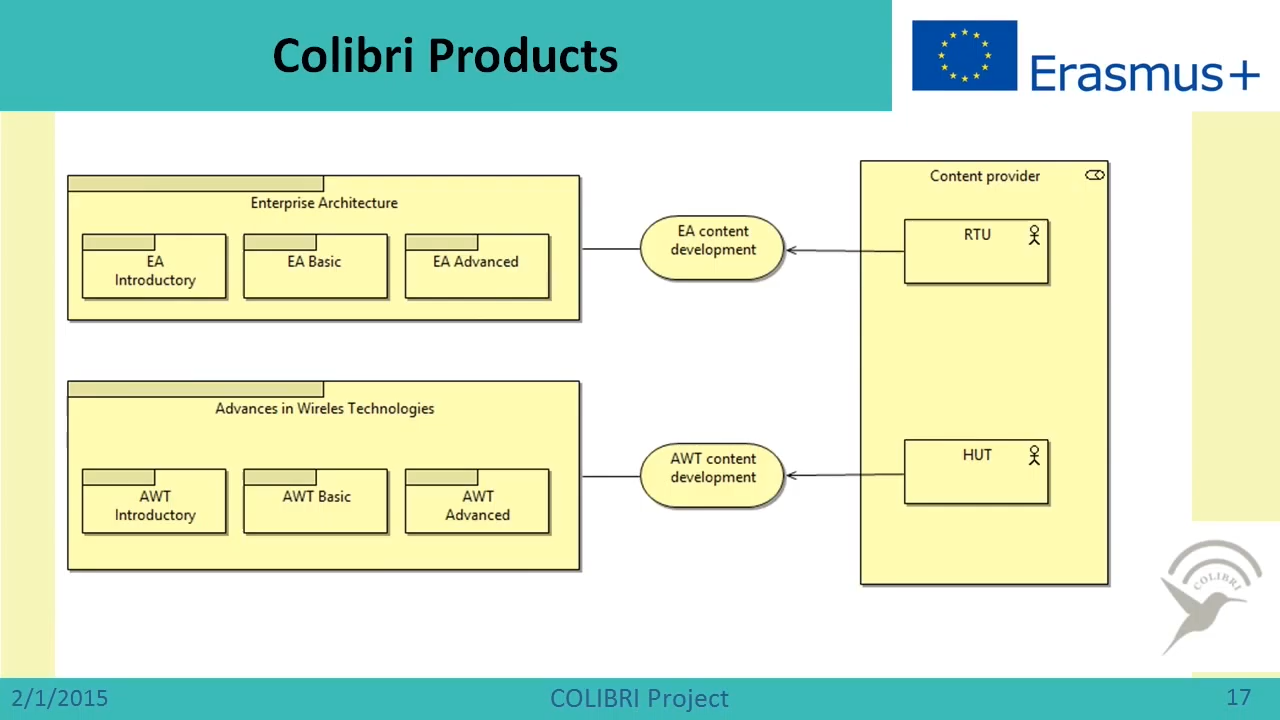 Colibri Products
Erasmus+
Enterprise Architecture
EA
Introductory
EA Basic
EA Advanced
EA content
development
Content provider
RTU
Advances in Wireles Technologies
AWT
Introductory
AWT Basic
AWT
Advanced
AWT content
development
HUT
COLIBRI
2/1/2015
COLIBRI Project
17